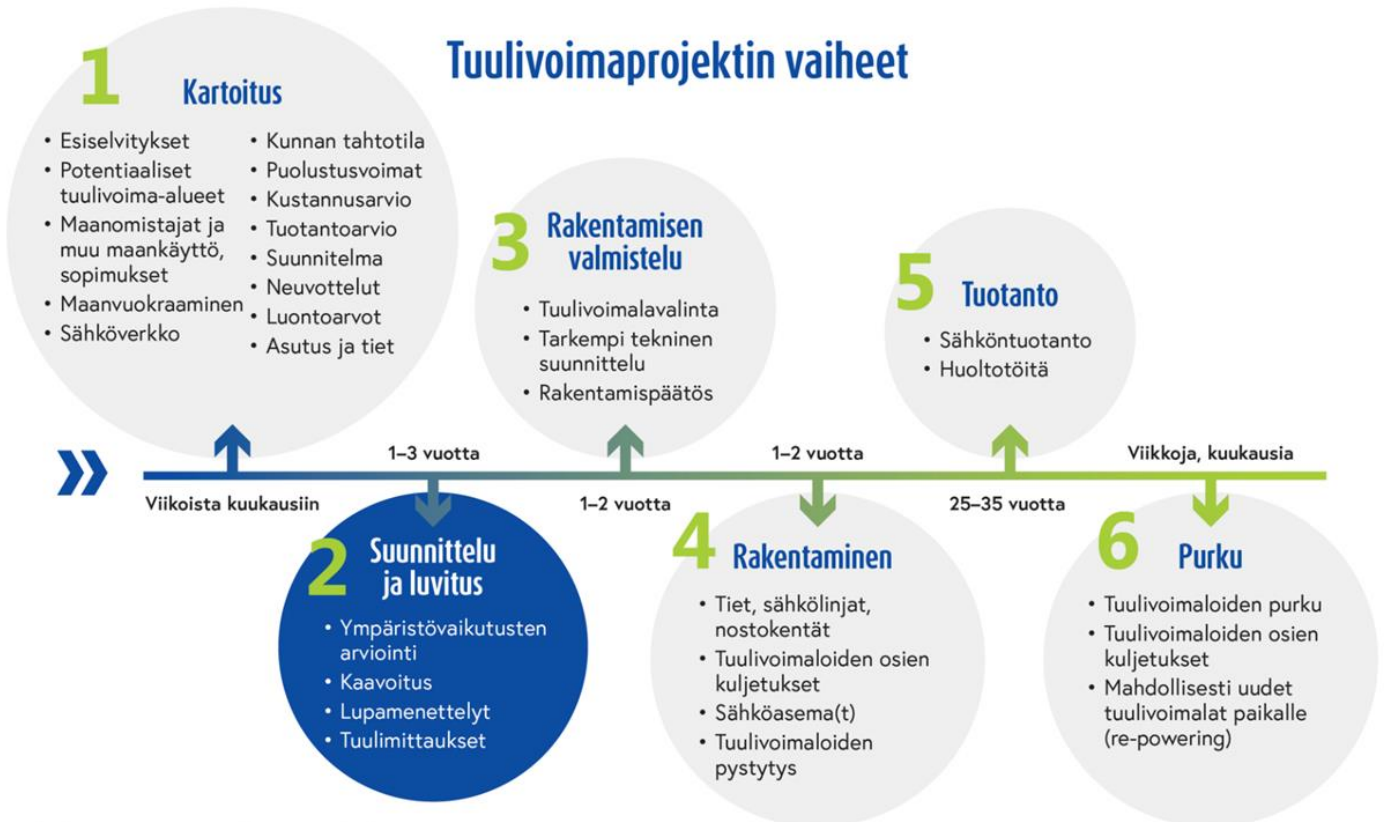 Tuulivoimaprojektin vaiheet
1
Kartoitus
• Esiselvitykset
• Potentiaaliset
tuulivoima-alueet
• Maanomistajat ja
muu maankäyttö,
sopimukset
• Maanvuokraaminen
• Sähköverkko
• Kunnan tahtotila
• Puolustusvoimat
• Kustannusarvio
• Tuotantoarvio
• Suunnitelma
• Neuvottelut
• Luontoarvot
• Asutus ja tiet
Viikoista kuukausiin
1–3 vuotta
2
Suunnittelu
ja luvitus
• Ympäristövaikutusten
arviointi
• Kaavoitus
• Lupamenettelyt
• Tuulimittaukset
3
Rakentamisen
valmistelu
• Tuulivoimalavalinta
• Tarkempi tekninen
suunnittelu
• Rakentamispäätös
1–2 vuotta
1–2 vuotta
4
Rakentaminen
• Tiet, sähkölinjat,
nostokentät
• Tuulivoimaloiden osien
kuljetukset
• Sähköasema(t)
• Tuulivoimaloiden
pystytys
5
Tuotanto
• Sähköntuotanto
• Huoltotöitä
25–35 vuotta
Viikkoja, kuukausia
6
Purku
• Tuulivoimaloiden purku
• Tuulivoimaloiden osien
kuljetukset
• Mahdollisesti uudet
tuulivoimalat paikalle
(re-powering)